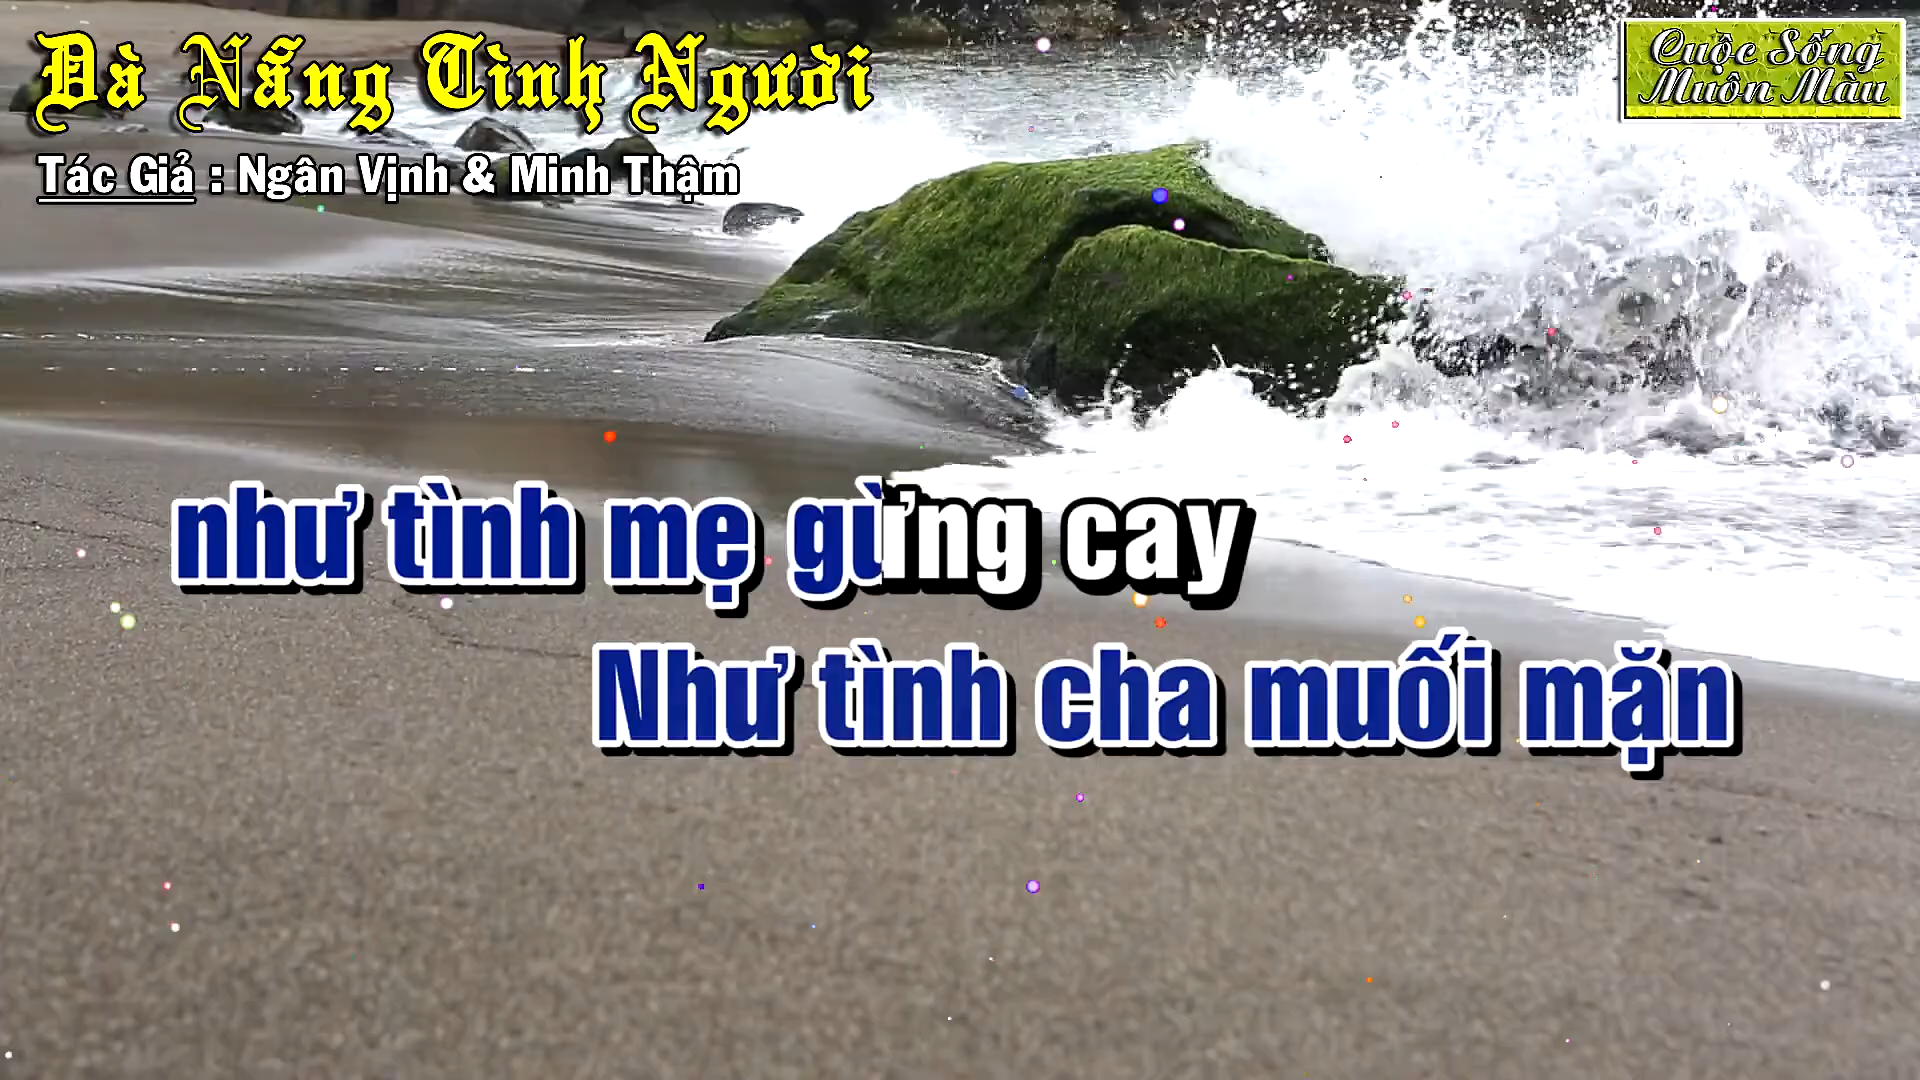 Đà Nẵng Tình Người
Tác Giả : Ngân Vịnh & Minh Thậm
Cuộc Sống
Muôn Màu
như tình mẹ gừng cay
Như tình cha muối mặn